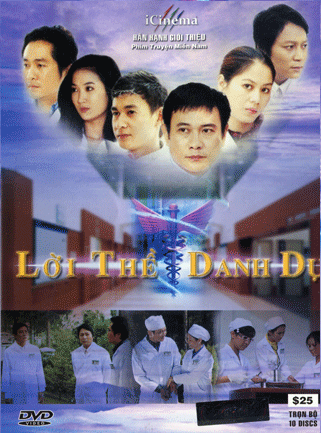 iCinema
HÂN HẠNH GIỚI THIỆU
Phim Truyện Miền Nam
LỜI THỀ DANH DỰ
DVD
VIDEO
$25
TRỌN BỘ
10 DISCS